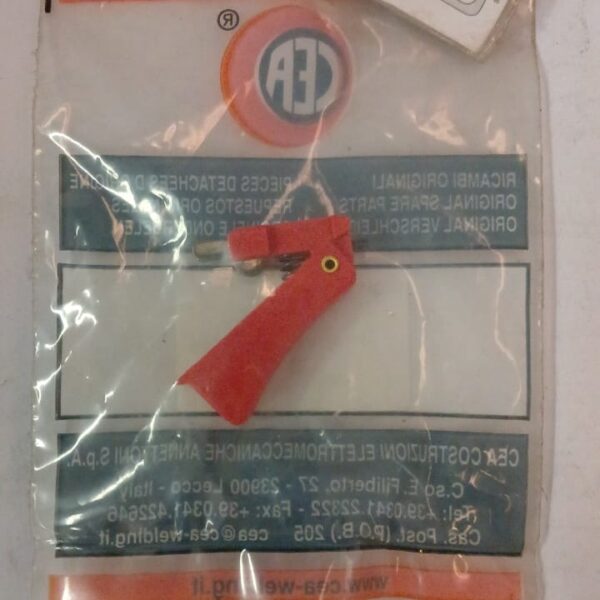 ®
CEA
RICAMBI ORIGINALI
PIECES DETACHEES D'ORIGINE
ORIGINAL SPARE PARTS
REPUESTOS
ORIGINAL
CEA COSTRUZIONI ELETTROMECCANICHE ANNETTONI S.p.A.
C.so E. Filiberto, 27 - 23900 Lecco - Italy
Tel: +39.0341.22322 - Fax: +39.0341.422646
Cas. Post. (P.O.B.) 205 cea@cea-welding.it
www.cea-welding.it